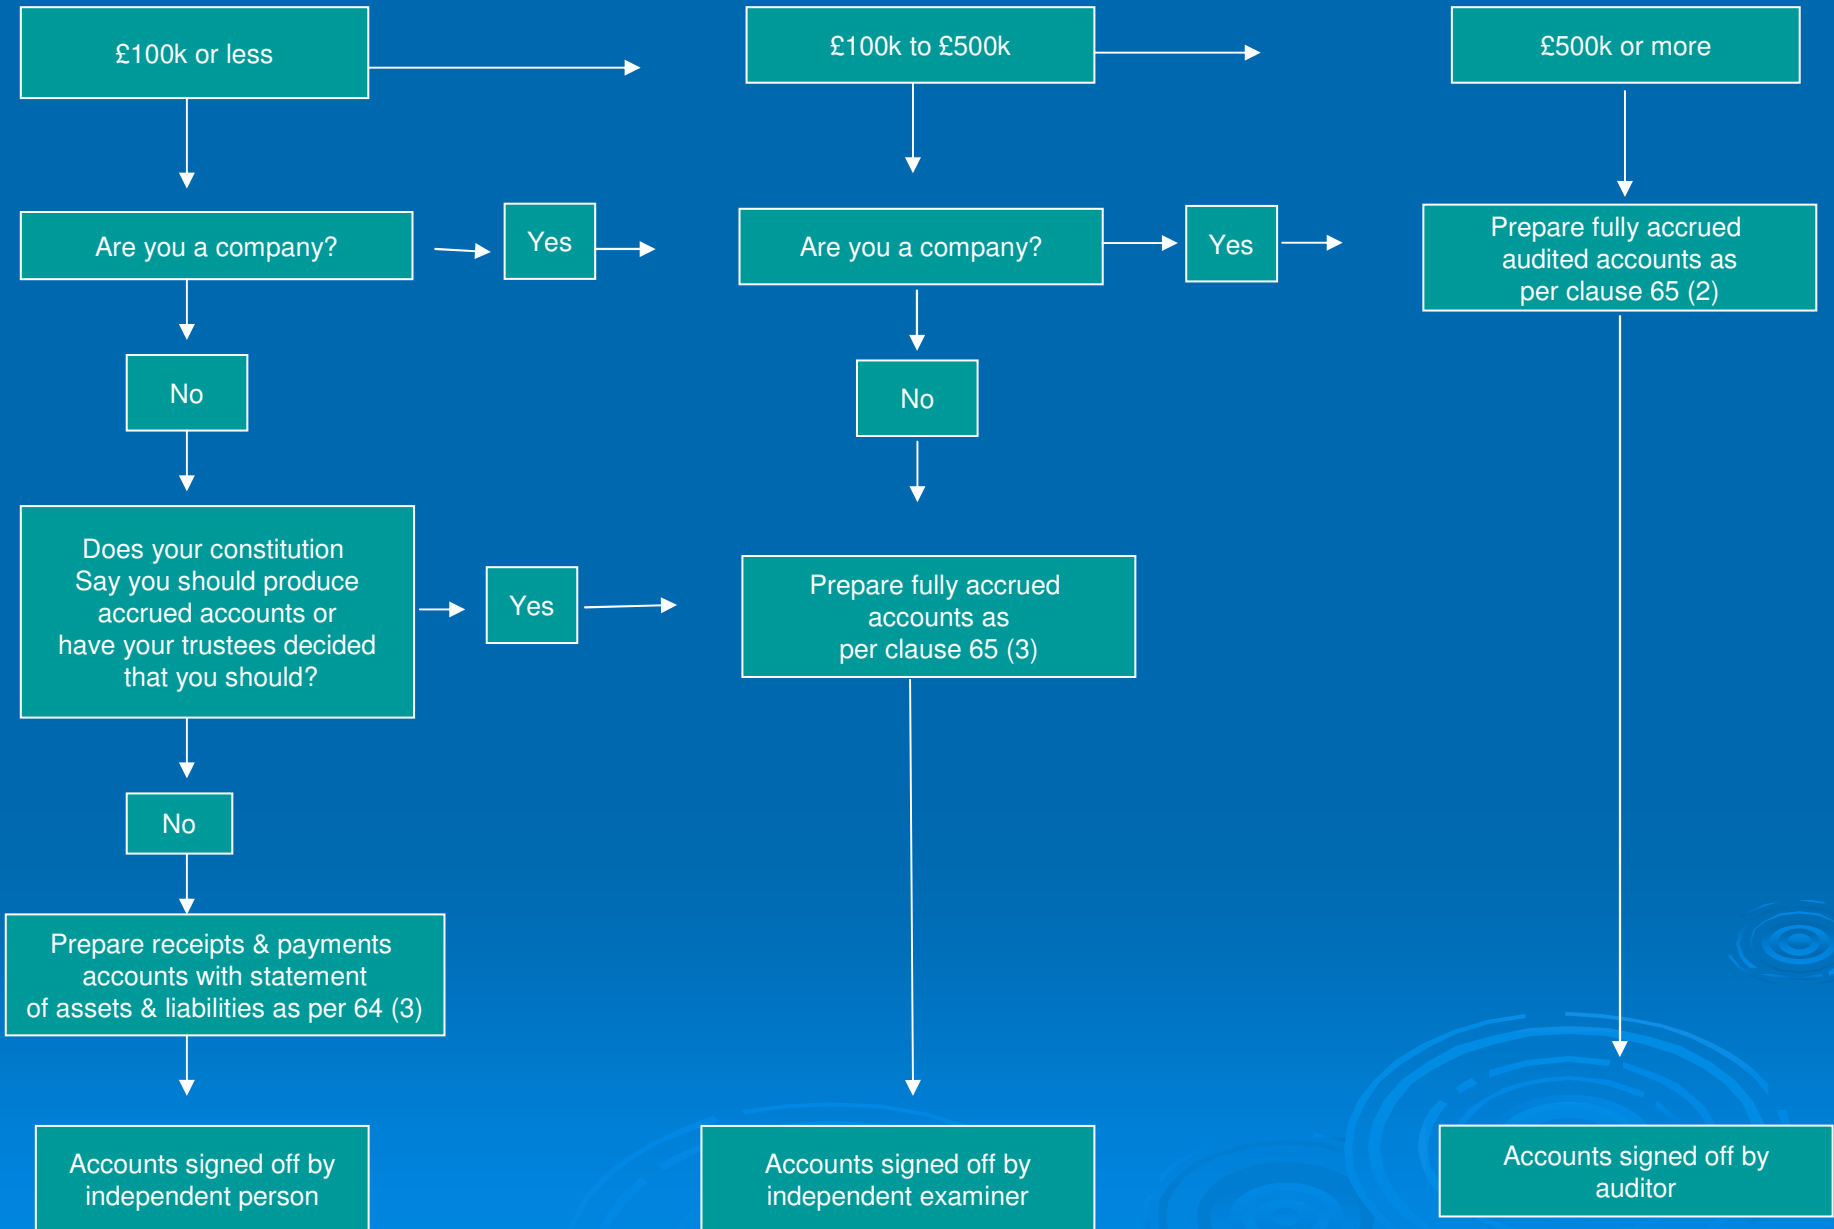 £100k or less
£100k to £500k
£500k or more
Are you a company?
Yes
Are you a company?
Yes
Prepare fully accrued
audited accounts as
per clause 65 (2)
No
No
Does your constitution
Say you should produce
accrued accounts or
have your trustees decided
that you should?
Yes
Prepare fully accrued
accounts as
per clause 65 (3)
No
Prepare receipts & payments
accounts with statement
of assets & liabilities as per 64 (3)
Accounts signed off by
independent person
Accounts signed off by
independent examiner
Accounts signed off by
auditor